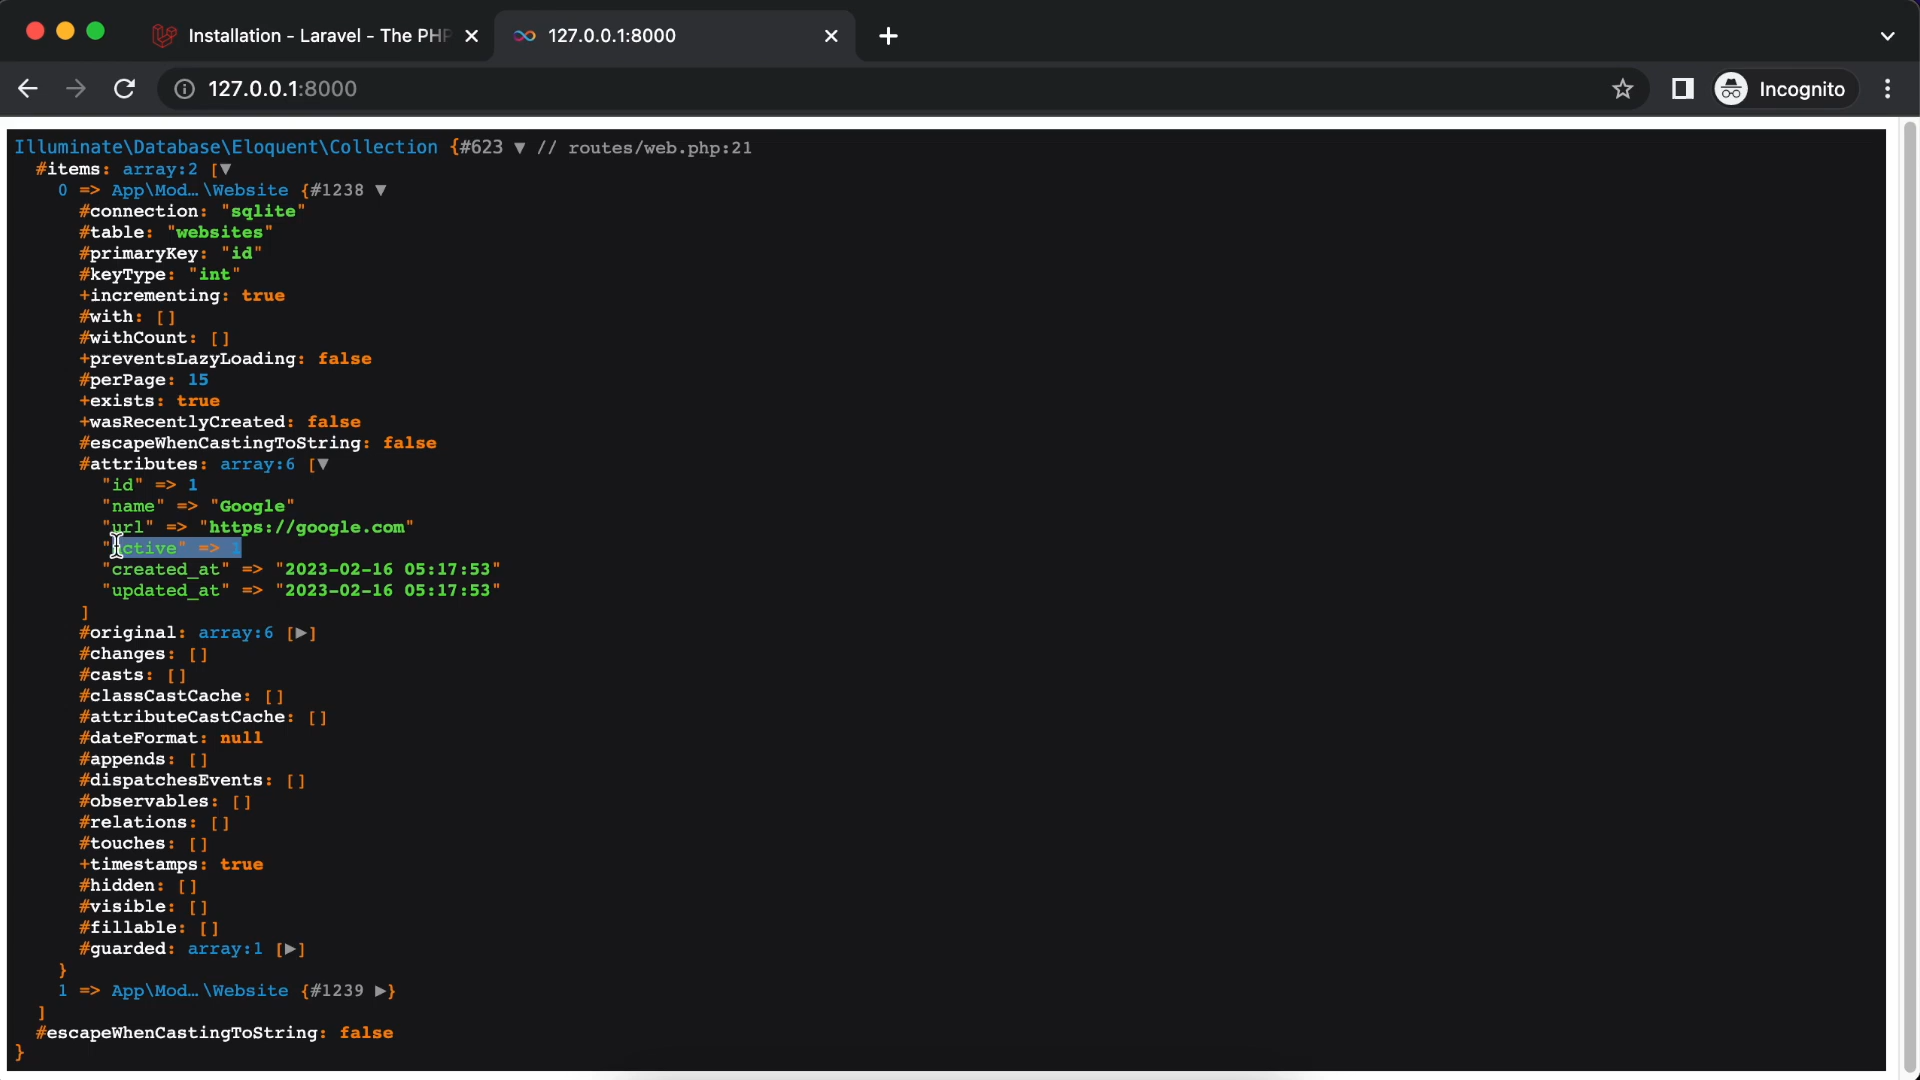 Installation - Laravel - The PHP
127.0.0.1:8000
127.0.0.1:8000
Incognito
Illuminate\Database\Eloquent\Collection {#623 ▼ // routes/web.php:21
#items: array:2 [▼
0 => App\Mod…\Website {#1238 ▼
#connection: "sqlite"
#table: "websites"
#primaryKey: "id"
#keyType: "int"
+incrementing: true
#with: []
#withCount: []
+preventsLazyLoading: false
#perPage: 15
+exists: true
+wasRecentlyCreated: false
#escapeWhenCastingToString: false
#attributes: array:6 [▼
"id" => 1
"name" => "Google"
"url" => "https://google.com"
"active" => 1
"created_at" => "2023-02-16 05:17:53"
"updated_at" => "2023-02-16 05:17:53"
]
#original: array:6 [▶]
#changes: []
#casts: []
#classCastCache: []
#attributeCastCache: []
#dateFormat: null
#appends: []
#dispatchesEvents: []
#observables: []
#relations: []
#touches: []
+timestamps: true
#hidden: []
#visible: []
#fillable: []
#guarded: array:1 [▶]
}
1 => App\Mod…\Website {#1239 ▶}
]
#escapeWhenCastingToString: false
}